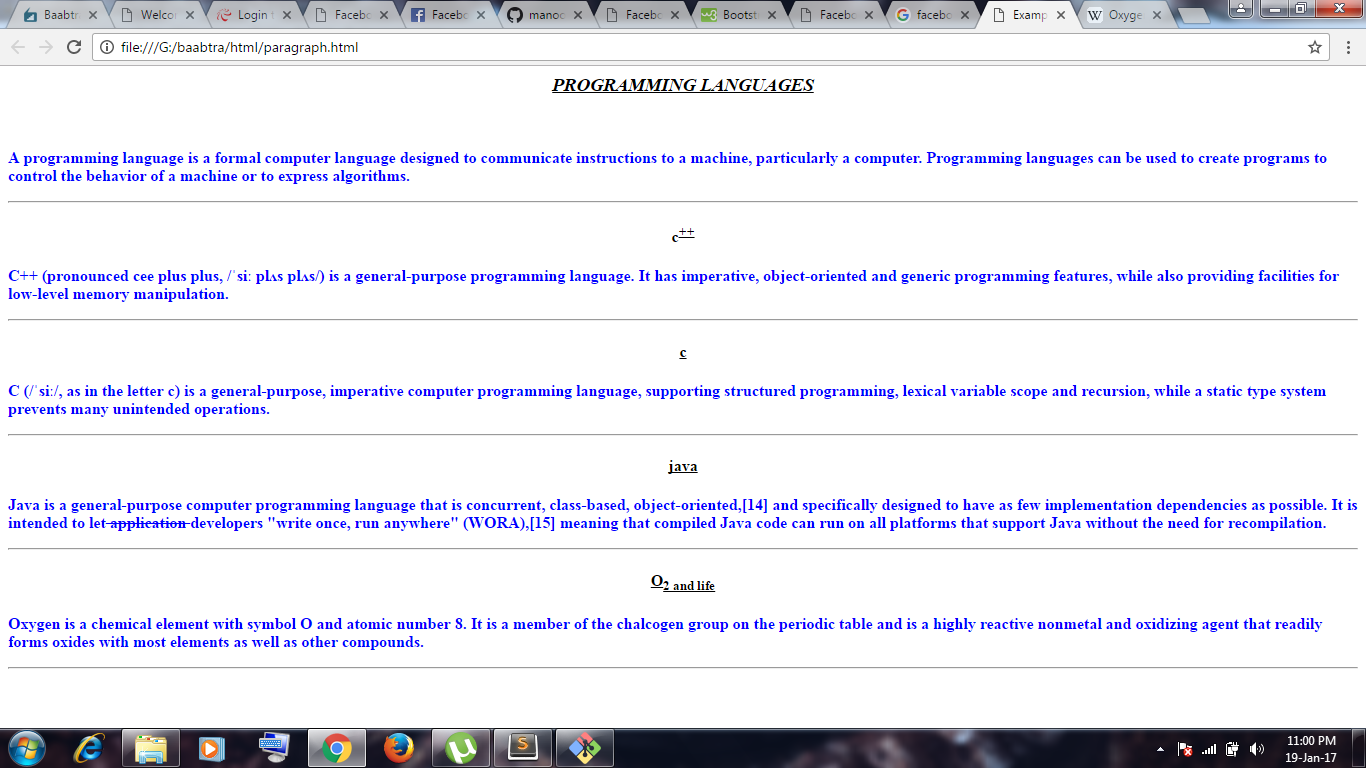 Baabtr Welcor Login Facebo Facebo manoo Facebo Bootst Facebo facebo Examp Oxyge
file:///G:/baabtra/html/paragraph.html
PROGRAMMING LANGUAGES
A programming language is a formal computer language designed to communicate instructions to a machine, particularly a computer. Programming languages can be used to create programs to
control the behavior of a machine or to express algorithms.
c++
C++ (pronounced cee plus plus, /ˈsiː plʌs plʌs/) is a general-purpose programming language. It has imperative, object-oriented and generic programming features, while also providing facilities for
low-level memory manipulation.
c
C (/ˈsiː/, as in the letter c) is a general-purpose, imperative computer programming language, supporting structured programming, lexical variable scope and recursion, while a static type system
prevents many unintended operations.
java
Java is a general-purpose computer programming language that is concurrent, class-based, object-oriented,[14] and specifically designed to have as few implementation dependencies as possible. It is
intended to let application developers "write once, run anywhere" (WORA),[15] meaning that compiled Java code can run on all platforms that support Java without the need for recompilation.
O2 and life
Oxygen is a chemical element with symbol O and atomic number 8. It is a member of the chalcogen group on the periodic table and is a highly reactive nonmetal and oxidizing agent that readily
forms oxides with most elements as well as other compounds.
11:00 PM
19-Jan-17